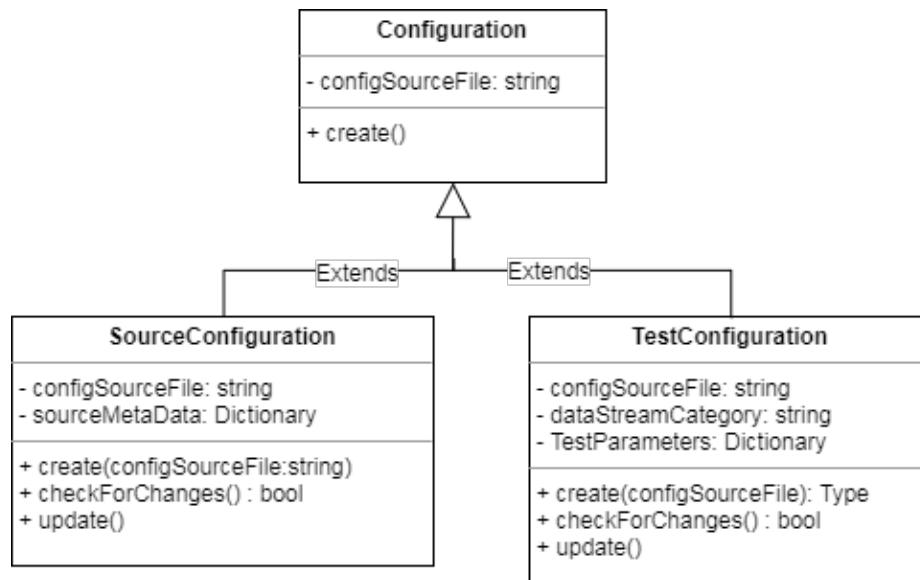 Configuration
- configSourceFile: string
+ create()
Extends
Extends
SourceConfiguration
- configSourceFile: string
- sourceMetaData: Dictionary
+ create(configSourceFile:string)
+ checkForChanges() : bool
+ update()
TestConfiguration
- configSourceFile: string
- dataStreamCategory: string
- TestParameters: Dictionary
+ create(configSourceFile): Type
+ checkForChanges() : bool
+ update()